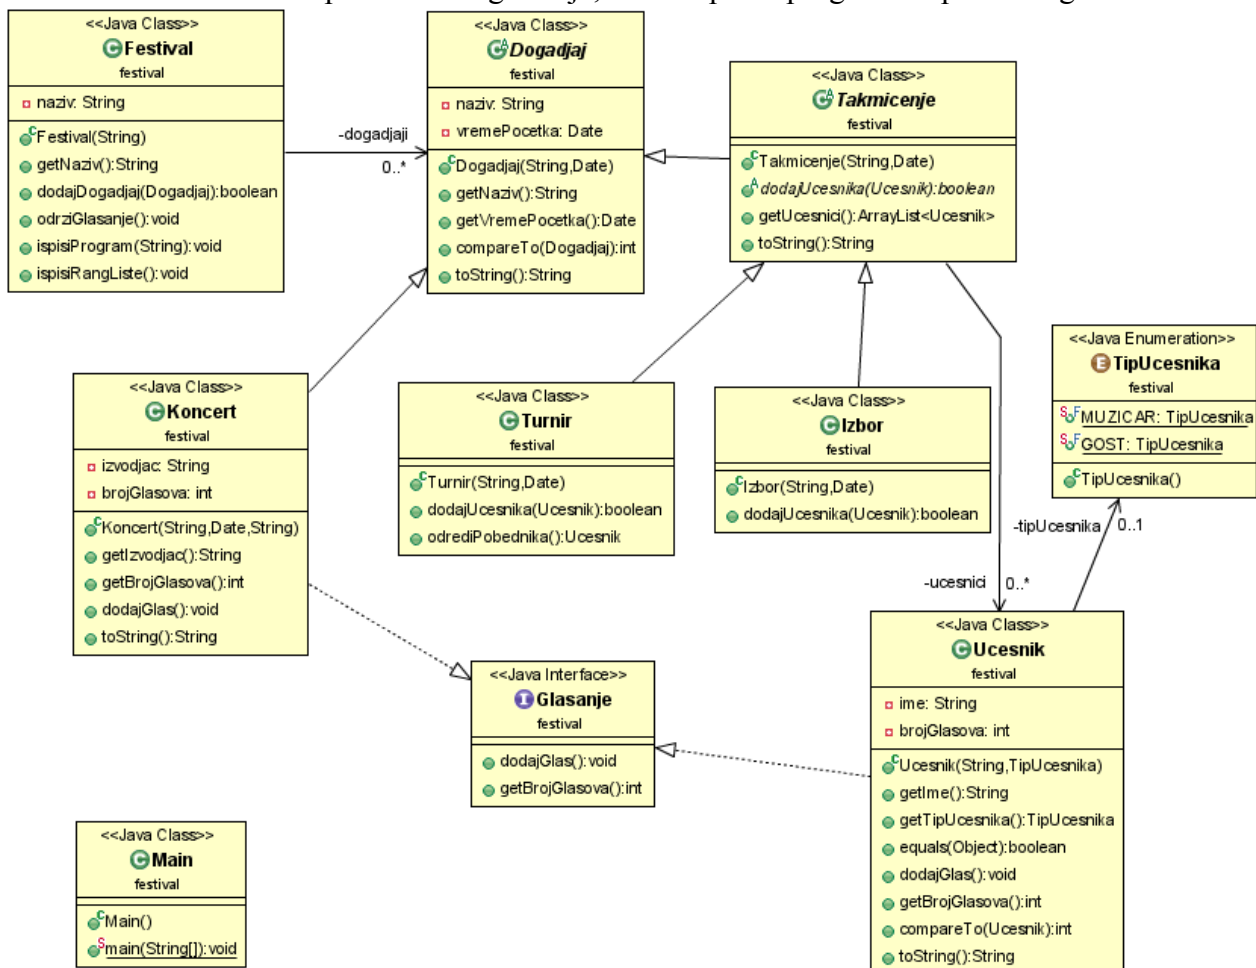 <<Java Class>>
Festival
festival
naziv: String
Festival(String)
getNaziv():String
dodajDogadjaj(Dogadjaj):boolean
odrziGlasanje():void
ispisiProgram(String):void
ispisiRangListe():void
-dogadjaji
0..*
<<Java Class>>
Dogadjaj
festival
naziv: String
vremePocetka: Date
Dogadjaj(String,Date)
getNaziv():String
getVremePocetka():Date
compareTo(Dogadjaj):int
toString():String
<<Java Class>>
Takmicenje
festival
Takmicenje(String,Date)
dodajUcesnika(Ucesnik):boolean
getUcesnici():ArrayList<Ucesnik>
toString():String
<<Java Enumeration>>
TipUcesnika
festival
MUZICAR: TipUcesnika
GOST: TipUcesnika
TipUcesnika()
<<Java Class>>
Koncert
festival
izvodjac: String
brojGlasova: int
Koncert(String,Date,String)
getIzvodjac():String
getBrojGlasova():int
dodajGlas():void
toString():String
<<Java Class>>
Turnir
festival
Turnir(String,Date)
dodajUcesnika(Ucesnik):boolean
odrediPobednika():Ucesnik
<<Java Class>>
Izbor
festival
Izbor(String,Date)
dodajUcesnika(Ucesnik):boolean
-tipUcesnika
0..1
-ucesnici
0..*
<<Java Interface>>
Glasanje
festival
dodajGlas():void
getBrojGlasova():int
<<Java Class>>
Ucesnik
festival
ime: String
brojGlasova: int
Ucesnik(String,TipUcesnika)
getIme():String
getTipUcesnika():TipUcesnika
equals(Object):boolean
dodajGlas():void
getBrojGlasova():int
compareTo(Ucesnik):int
toString():String
<<Java Class>>
Main
festival
Main()
main(String[]):void